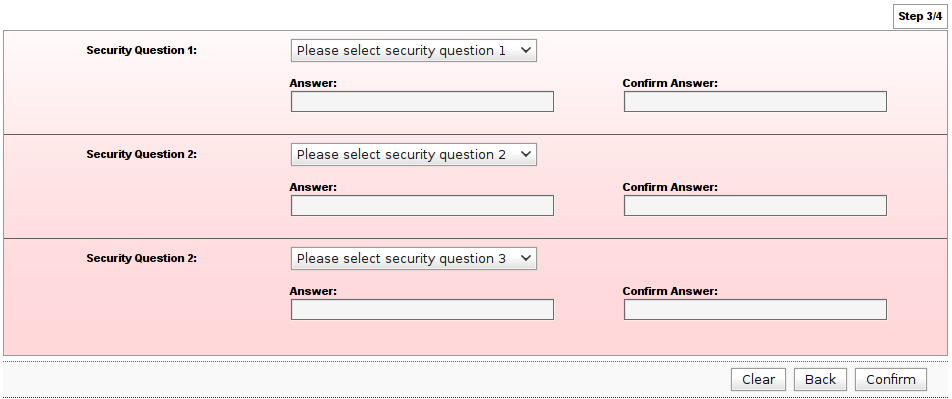 Step 3/4
Security Question 1: Please select security question 1
Answer: Confirm Answer:
Security Question 2: Please select security question 2
Answer: Confirm Answer:
Security Question 2: Please select security question 3
Answer: Confirm Answer:
Clear Back Confirm